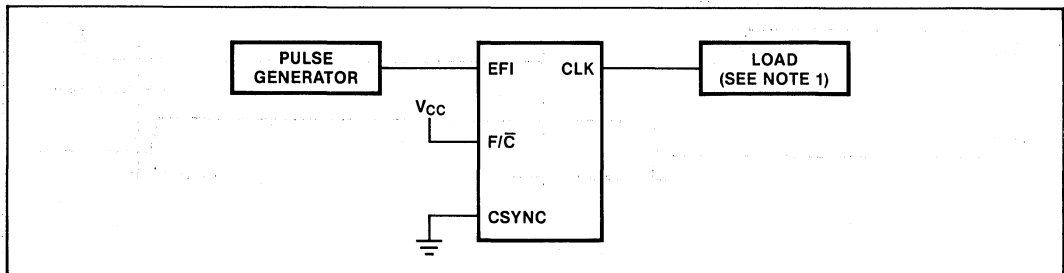 PULSE
GENERATOR
EFI
CLK
LOAD
(SEE NOTE 1)
VCC
F/C̅
CSYNC